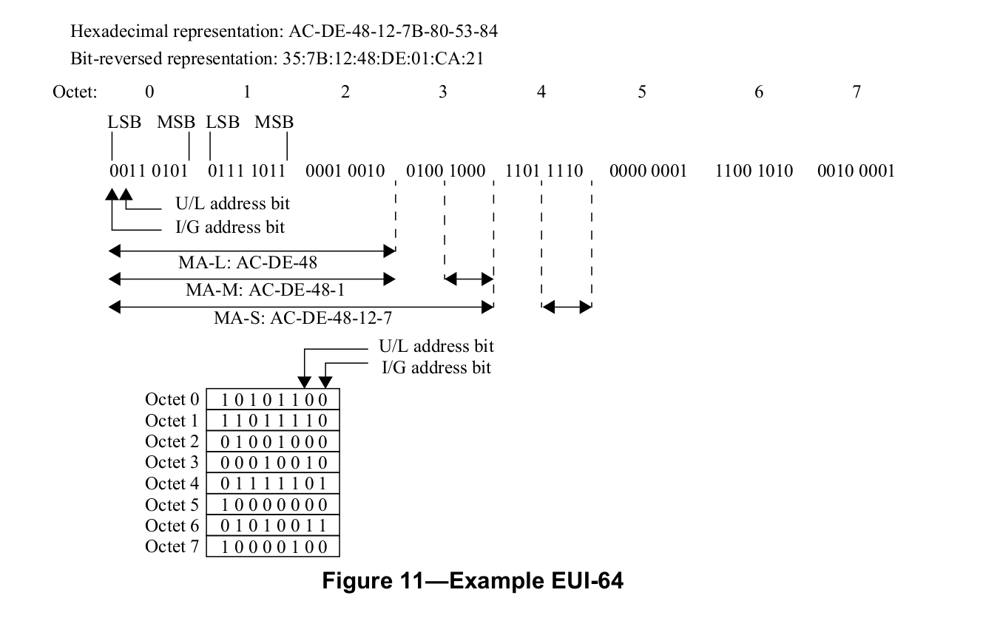 Hexadecimal representation: AC-DE-48-12-7B-80-53-84
Bit-reversed representation: 35:7B:12:48:DE:01:CA:21
Octet: 0 1 2 3 4 5 6 7
LSB MSB LSB MSB
0011 0101 0111 1011 0001 0010 0100 1000 1101 1110 0000 0001 1100 1010 0010 0001
U/L address bit
I/G address bit
MA-L: AC-DE-48
MA-M: AC-DE-48-1
MA-S: AC-DE-48-12-7
U/L address bit
I/G address bit
Octet 0 1 0 1 0 1 1 0 0
Octet 1 1 1 0 1 1 1 1 0
Octet 2 0 1 0 0 1 0 0 0
Octet 3 0 0 0 1 0 0 1 0
Octet 4 0 1 1 1 1 1 0 1
Octet 5 1 0 0 0 0 0 0 0
Octet 6 0 1 0 1 0 0 1 1
Octet 7 1 0 0 0 0 1 0 0
Figure 11—Example EUI-64